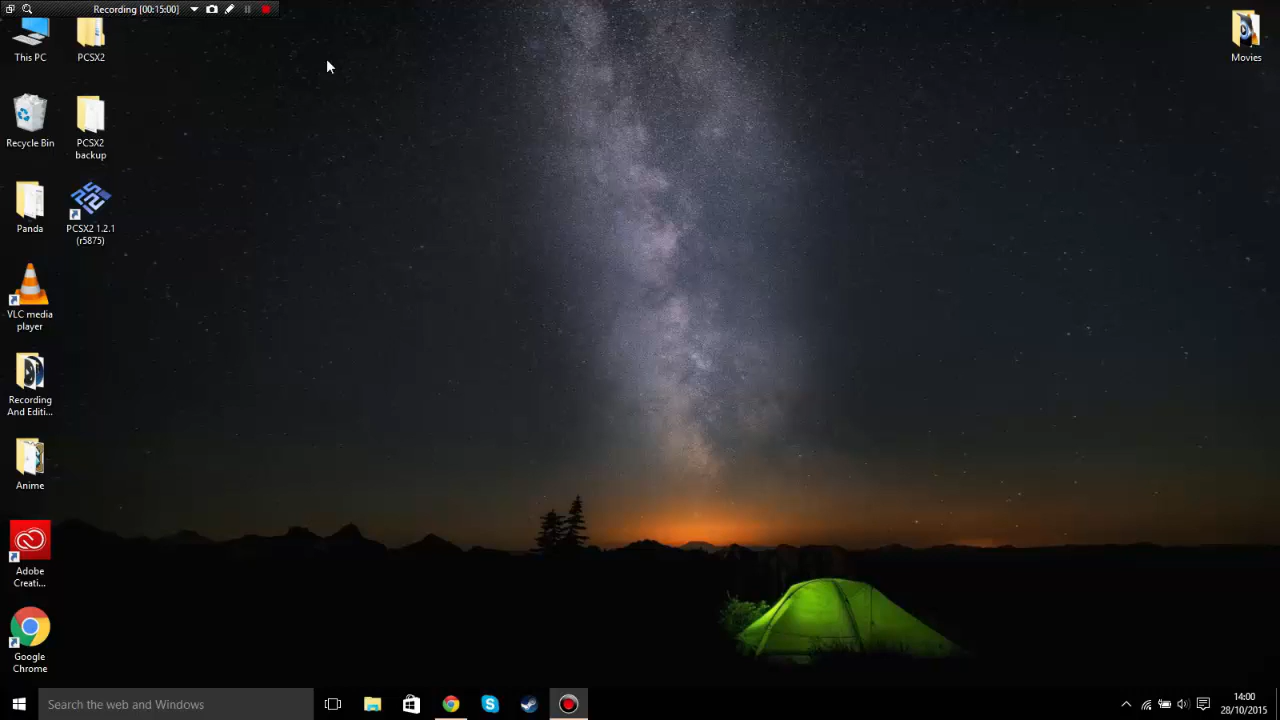 Recording [00:15:00]
This PC
PCSX2
Movies
Recycle Bin
PCSX2
backup
Panda
PCSX2 1.2.1
(r5875)
VLC media
player
Recording
And Editi...
Anime
Adobe
Creati...
Google
Chrome
Search the web and Windows
14:00
28/10/2015